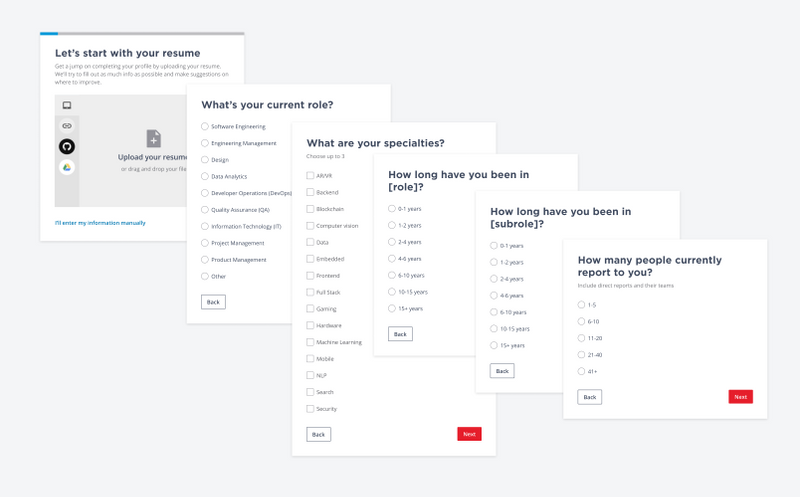 Let's start with your resume
Get a jump on completing your profile by uploading your resume.
We'll try to fill out as much info as possible and make suggestions on
where to improve.
Upload your resume
or drag and drop your file
I'll enter my information manually
What's your current role?
Software Engineering
Engineering Management
Design
Data Analytics
Developer Operations (DevOps)
Quality Assurance (QA)
Information Technology (IT)
Project Management
Product Management
Other
Back
What are your specialties?
Choose up to 3
AR/VR
Backend
Blockchain
Computer vision
Data
Embedded
Frontend
Full Stack
Gaming
Hardware
Machine Learning
Mobile
NLP
Search
Security
Back
Next
How long have you been in
[role]?
0-1 years
1-2 years
2-4 years
4-6 years
6-10 years
10-15 years
15+ years
Back
How long have you been in
[subrole]?
0-1 years
1-2 years
2-4 years
4-6 years
6-10 years
10-15 years
15+ years
Back
How many people currently
report to you?
Include direct reports and their teams
1-5
6-10
11-20
21-40
41+
Back
Next